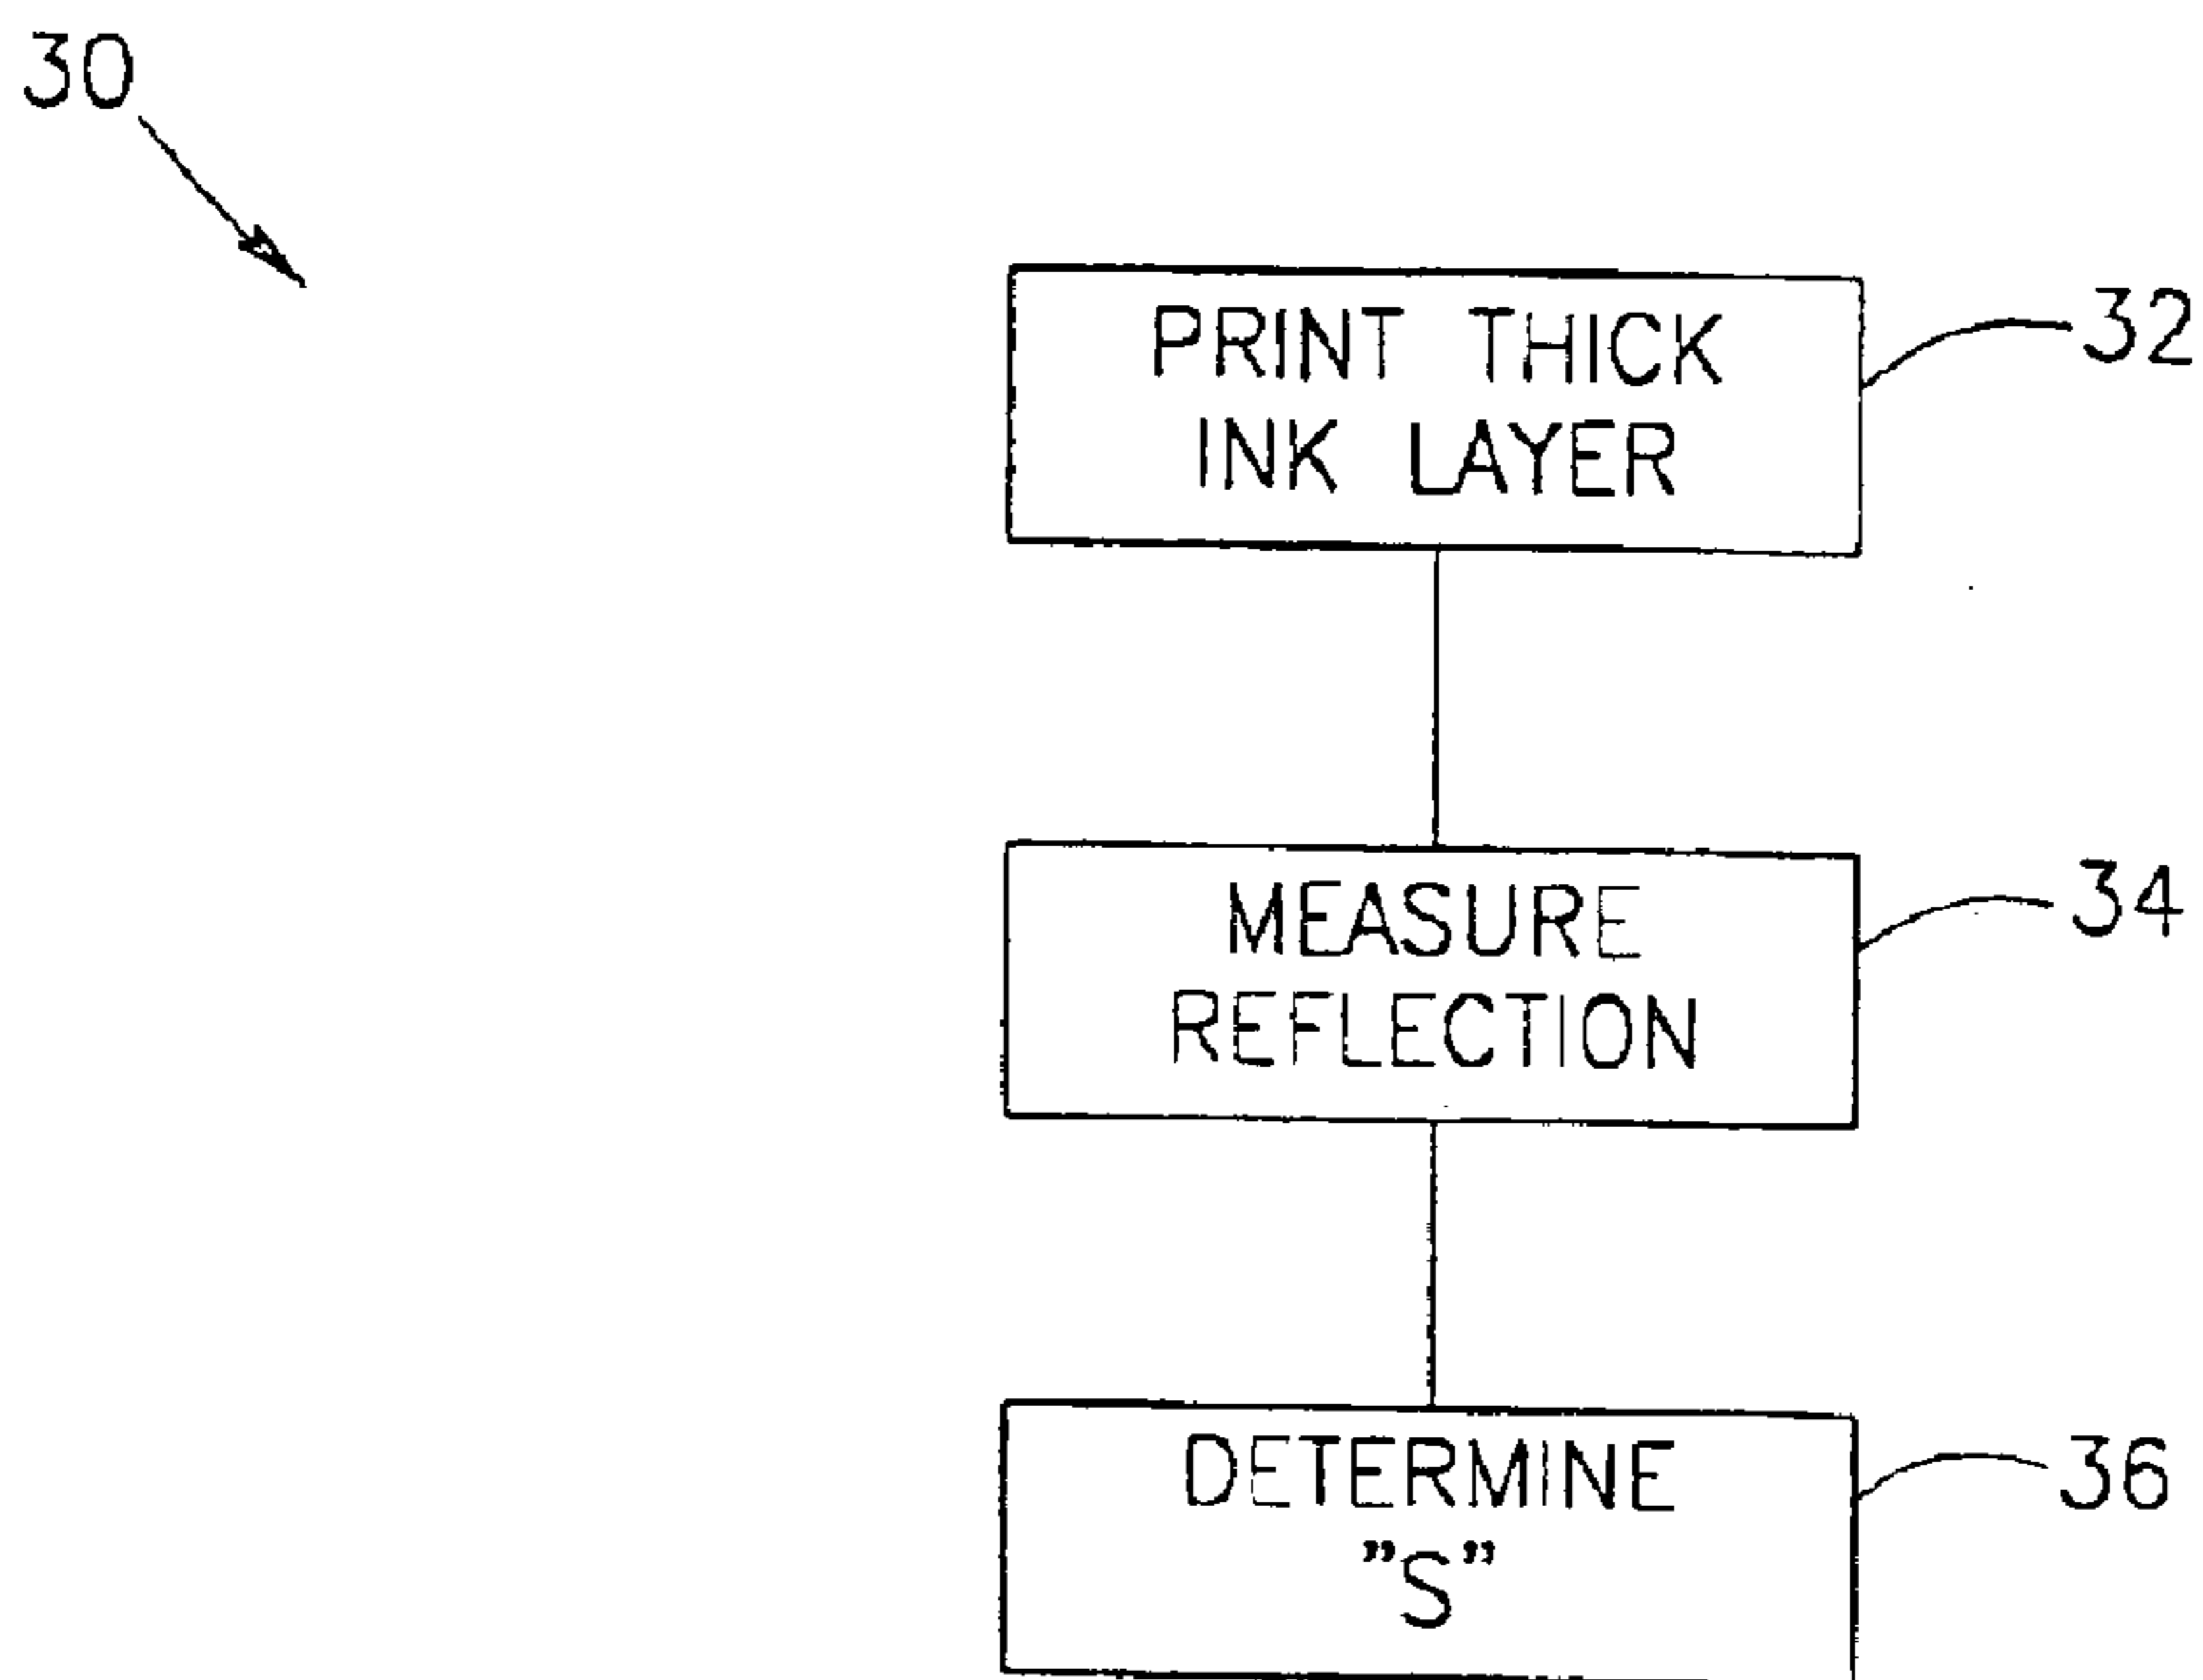 30
PRINT THICK
INK LAYER
32
MEASURE
REFLECTION
34
DETERMINE
”S”
36